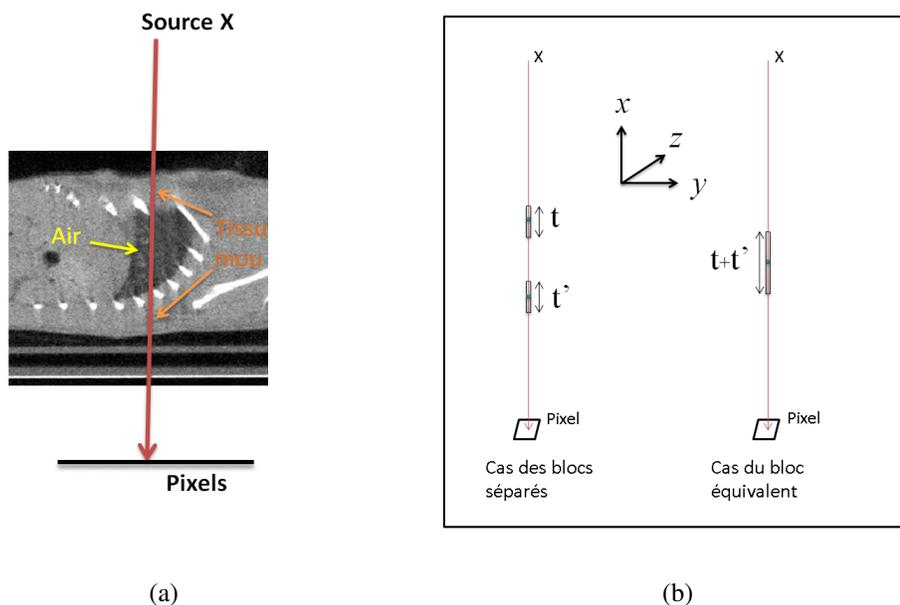 Source X
Air
Tissu
mou
Pixels
(a)
X
X
x
z
y
t
t'
t+t'
Pixel
Pixel
Cas des blocs
séparés
Cas du bloc
équivalent
(b)